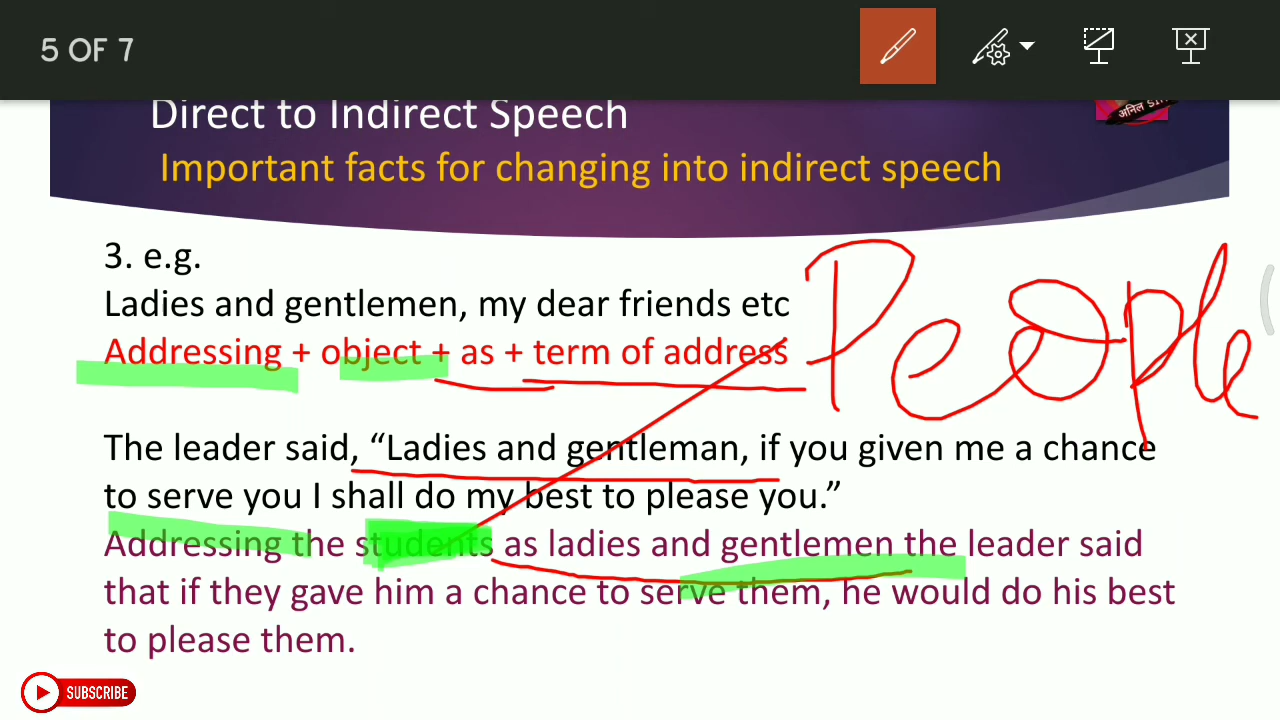 5 OF 7
Direct to Indirect Speech
अनिल
Important facts for changing into indirect speech
3. e.g.
Ladies and gentlemen, my dear friends etc
People
Addressing + object + as + term of address
The leader said, “Ladies and gentleman, if you given me a chance
to serve you I shall do my best to please you.”
Addressing the students as ladies and gentlemen the leader said
that if they gave him a chance to serve them, he would do his best
to please them.
SUBSCRIBE